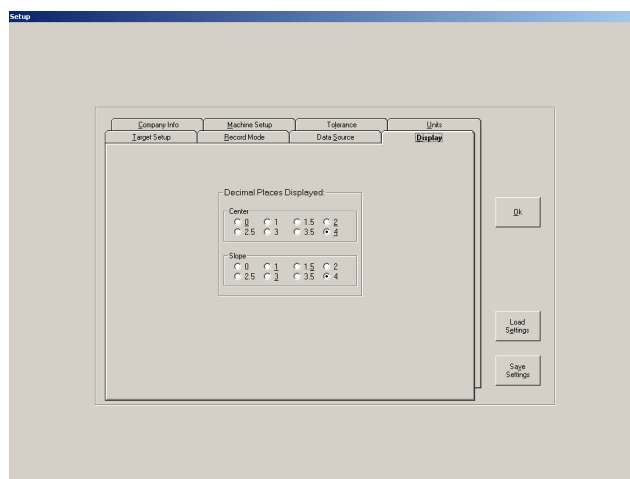 Setup
Company Info Machine Setup Tolerance Units
Target Setup Record Mode Data Source Display
Decimal Places Displayed:
Center
0 1 1.5 2
2.5 3 3.5 4
Slope
0 1 1.5 2
2.5 3 3.5 4
Ok
Load
Settings
Save
Settings